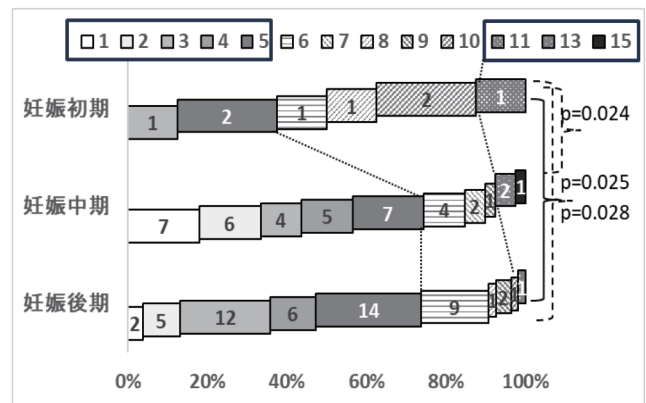 1 2 3 4 5 6 7 8 9 10 11 13 15
妊娠初期 1 2 1 1 2 1
p=0.024
妊娠中期 7 6 4 5 7 4 2 1 2 1
p=0.025
p=0.028
妊娠後期 2 5 12 6 14 9 1 2 1 1
0% 20% 40% 60% 80% 100%